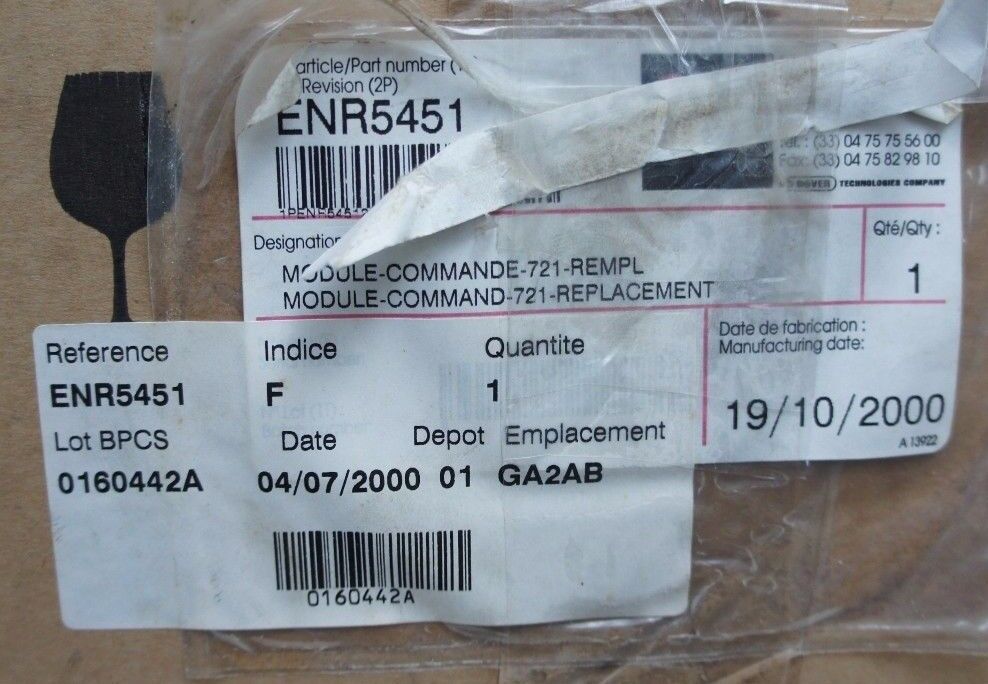 article/Part number (
Revision (2P)
ENR5451
Tel. : (33) 04 75 75 56 00
Fax: (33) 04 75 82 98 10
DOVER TECHNOLOGIES COMPANY
Designation
MODULE-COMMANDE-721-REMPL
MODULE-COMMAND-721-REPLACEMENT
Qté/Qty :
1
Date de fabrication :
Manufacturing date:
19/10/2000
A 13922
Reference Indice Quantite
ENR5451 F 1
Lot BPCS Date Depot Emplacement
0160442A 04/07/2000 01 GA2AB
0160442A